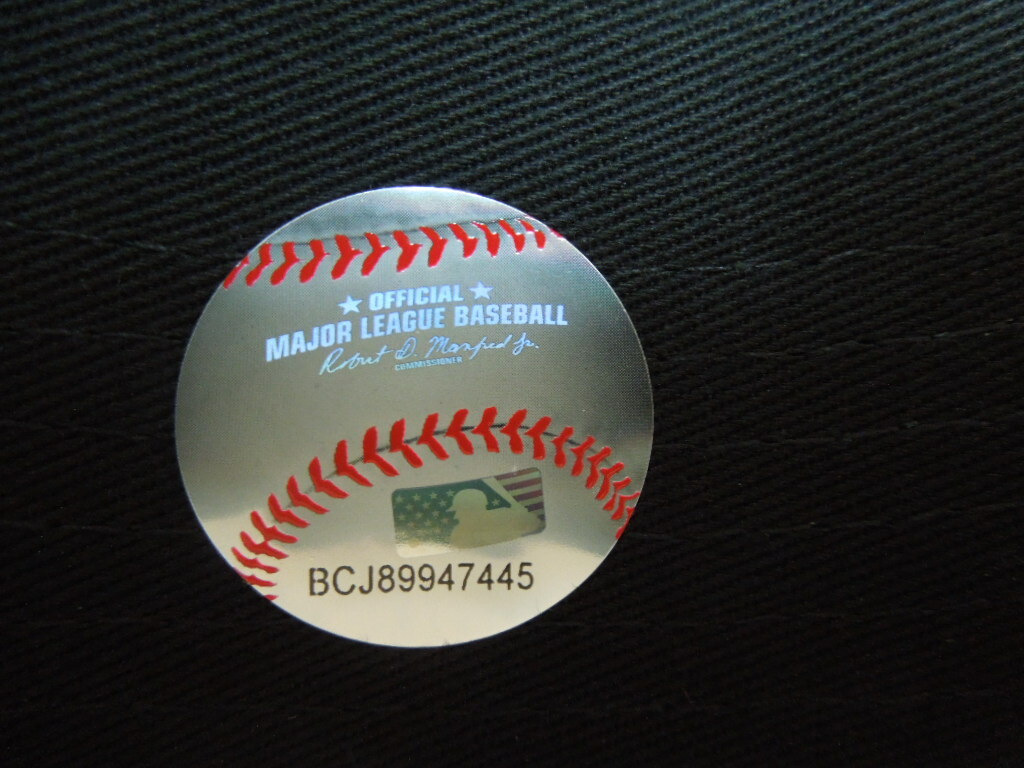 ★ OFFICIAL ★
MAJOR LEAGUE BASEBALL
Robert D. Manfred Jr.
COMMISSIONER
BCJ89947445